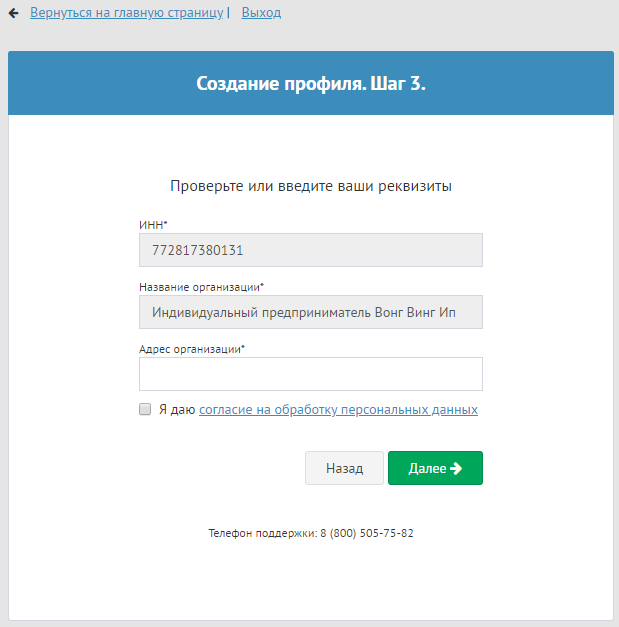 Вернуться на главную страницу | Выход
Создание профиля. Шаг 3.
Проверьте или введите ваши реквизиты
ИНН*
772817380131
Название организации*
Индивидуальный предприниматель Вонг Винг Ип
Адрес организации*
Я даю согласие на обработку персональных данных
Назад Далее
Телефон поддержки: 8 (800) 505-75-82